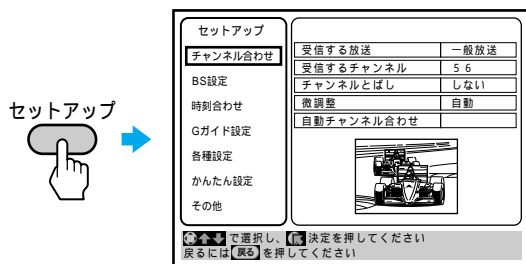 セットアップ
セットアップ
チャンネル合わせ
BS設定
時刻合わせ
Gガイド設定
各種設定
かんたん設定
その他
受信する放送 一般放送
受信するチャンネル 56
チャンネルとばし しない
微調整 自動
自動チャンネル合わせ
で選択し、決定を押してください
戻るには 戻る を押してください